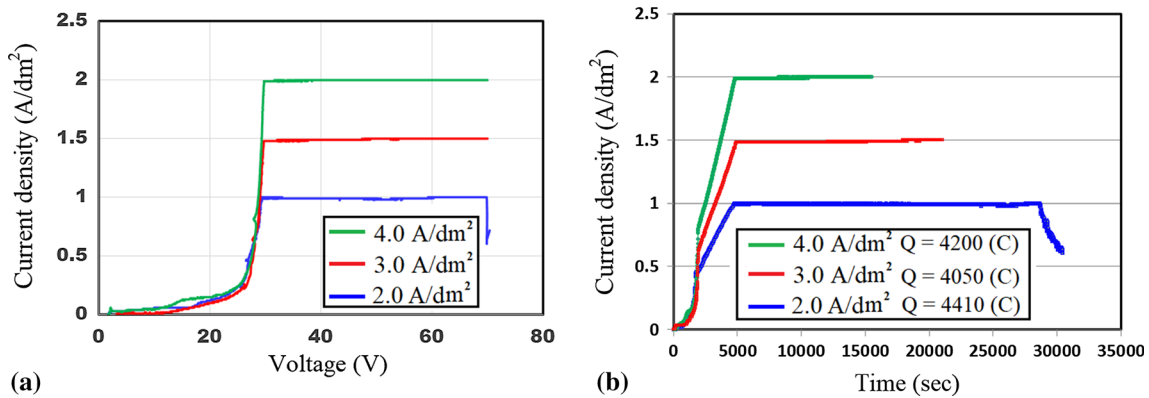 2.5
2
1.5
1
0.5
0
Current density (A/dm²)
0 20 40 60 80
Voltage (V)
4.0 A/dm²
3.0 A/dm²
2.0 A/dm²
(a)
2.5
2
1.5
1
0.5
0
Current density (A/dm²)
0 5000 10000 15000 20000 25000 30000 35000
Time (sec)
4.0 A/dm² Q = 4200 (C)
3.0 A/dm² Q = 4050 (C)
2.0 A/dm² Q = 4410 (C)
(b)